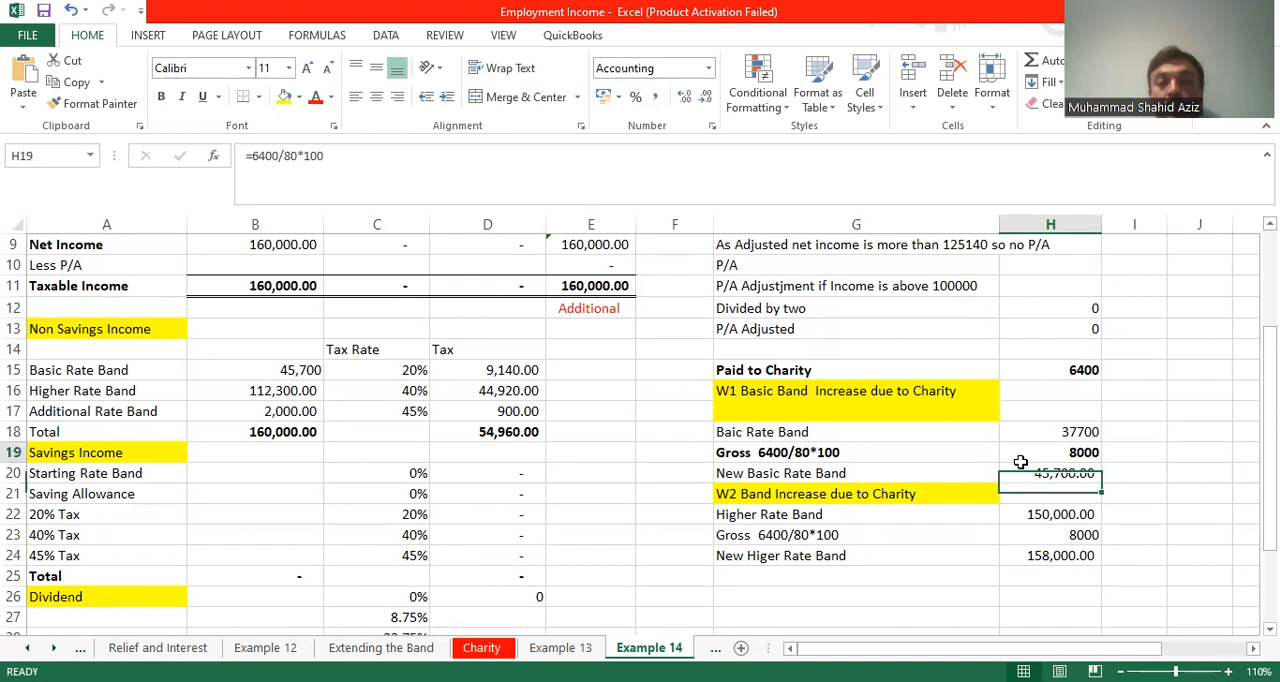 Employment Income - Excel (Product Activation Failed)
FILE HOME INSERT PAGE LAYOUT FORMULAS DATA REVIEW VIEW QuickBooks
Cut
Copy
Format Painter
Paste
Clipboard
Calibri 11
B I U
Font
Wrap Text
Merge & Center
Alignment
Accounting
Number
Conditional Formatting
Format as Table
Cell Styles
Styles
Insert Delete Format
Cells
Fill
Editing
Muhammad Shahid Aziz
H19 =6400/80*100
A B C D E F G H I J
9 Net Income 160,000.00 - - 160,000.00 As Adjusted net income is more than 125140 so no P/A
10 Less P/A - P/A
11 Taxable Income 160,000.00 - - 160,000.00 P/A Adjustjment if Income is above 100000
12 Additional Divided by two 0
13 Non Savings Income P/A Adjusted 0
14 Tax Rate Tax
15 Basic Rate Band 45,700 20% 9,140.00 Paid to Charity 6400
16 Higher Rate Band 112,300.00 40% 44,920.00 W1 Basic Band Increase due to Charity
17 Additional Rate Band 2,000.00 45% 900.00
18 Total 160,000.00 54,960.00 Baic Rate Band 37700
19 Savings Income Gross 6400/80*100 8000
20 Starting Rate Band 0% - New Basic Rate Band 45,700.00
21 Saving Allowance 0% - W2 Band Increase due to Charity
22 20% Tax 20% - Higher Rate Band 150,000.00
23 40% Tax 40% - Gross 6400/80*100 8000
24 45% Tax 45% - New Higer Rate Band 158,000.00
25 Total - -
26 Dividend 0% 0
27 8.75%
... Relief and Interest Example 12 Extending the Band Charity Example 13 Example 14 ...
READY 110%